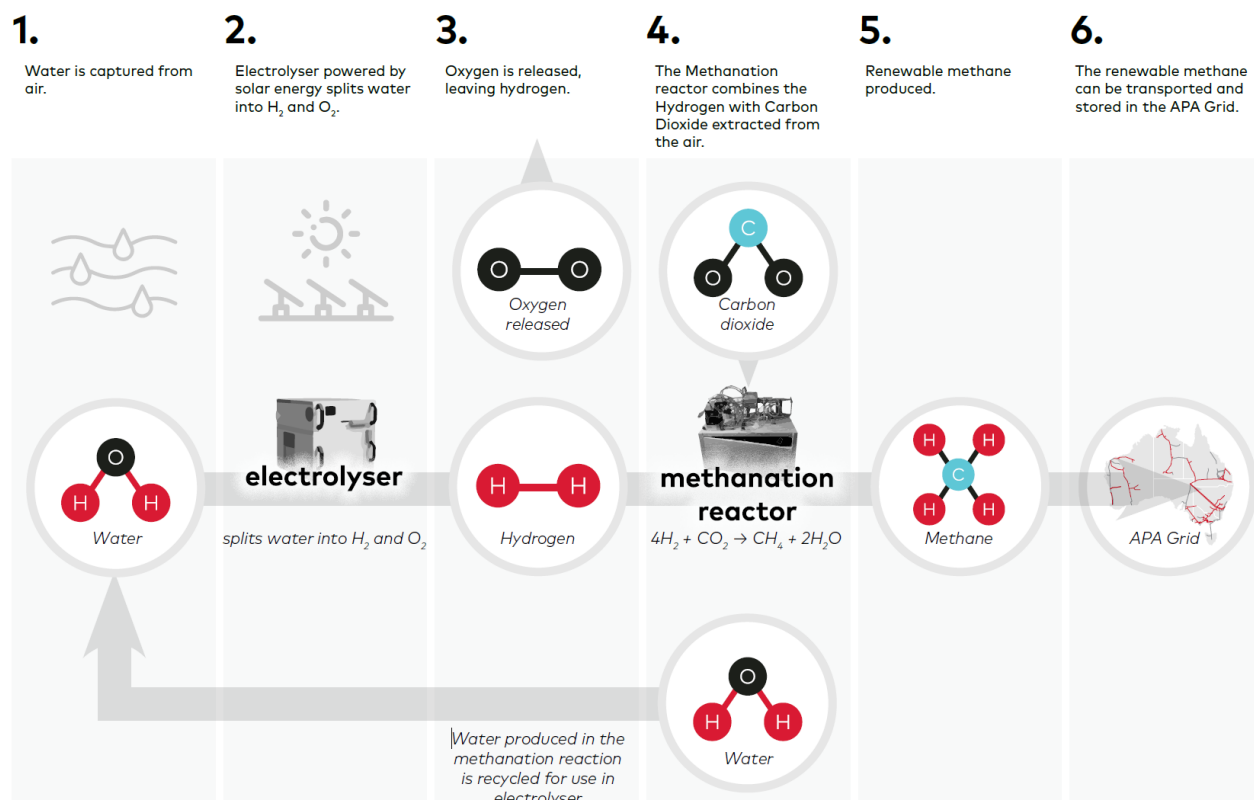 1.
Water is captured from
air.
2.
Electrolyser powered by
solar energy splits water
into H₂ and O₂.
3.
Oxygen is released,
leaving hydrogen.
4.
The Methanation
reactor combines the
Hydrogen with Carbon
Dioxide extracted from
the air.
5.
Renewable methane
produced.
6.
The renewable methane
can be transported and
stored in the APA Grid.
O O
Oxygen
released
C
O O
Carbon
dioxide
O
H H
Water
electrolyser
splits water into H₂ and O₂
H H
Hydrogen
methanation
reactor
4H₂ + CO₂ → CH₄ + 2H₂O
H H
C
H H
Methane
APA Grid
O
H H
Water
Water produced in the
methanation reaction
is recycled for use in
electrolyser